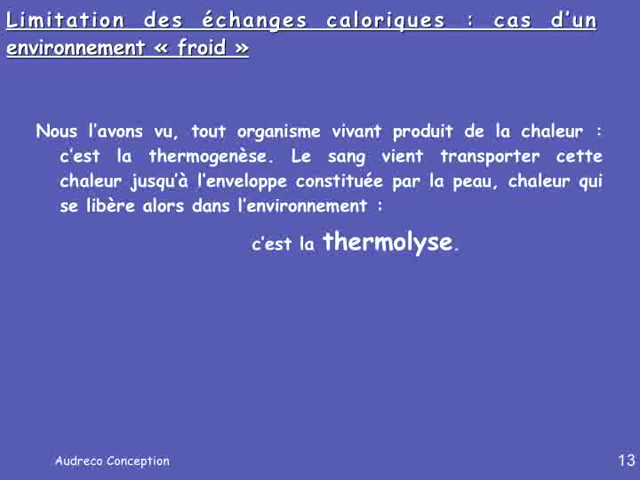 Limitation des échanges caloriques : cas d’un
environnement « froid »
Nous l’avons vu, tout organisme vivant produit de la chaleur :
c’est la thermogenèse. Le sang vient transporter cette
chaleur jusqu’à l’enveloppe constituée par la peau, chaleur qui
se libère alors dans l’environnement :
c’est la thermolyse.
Audreco Conception
13